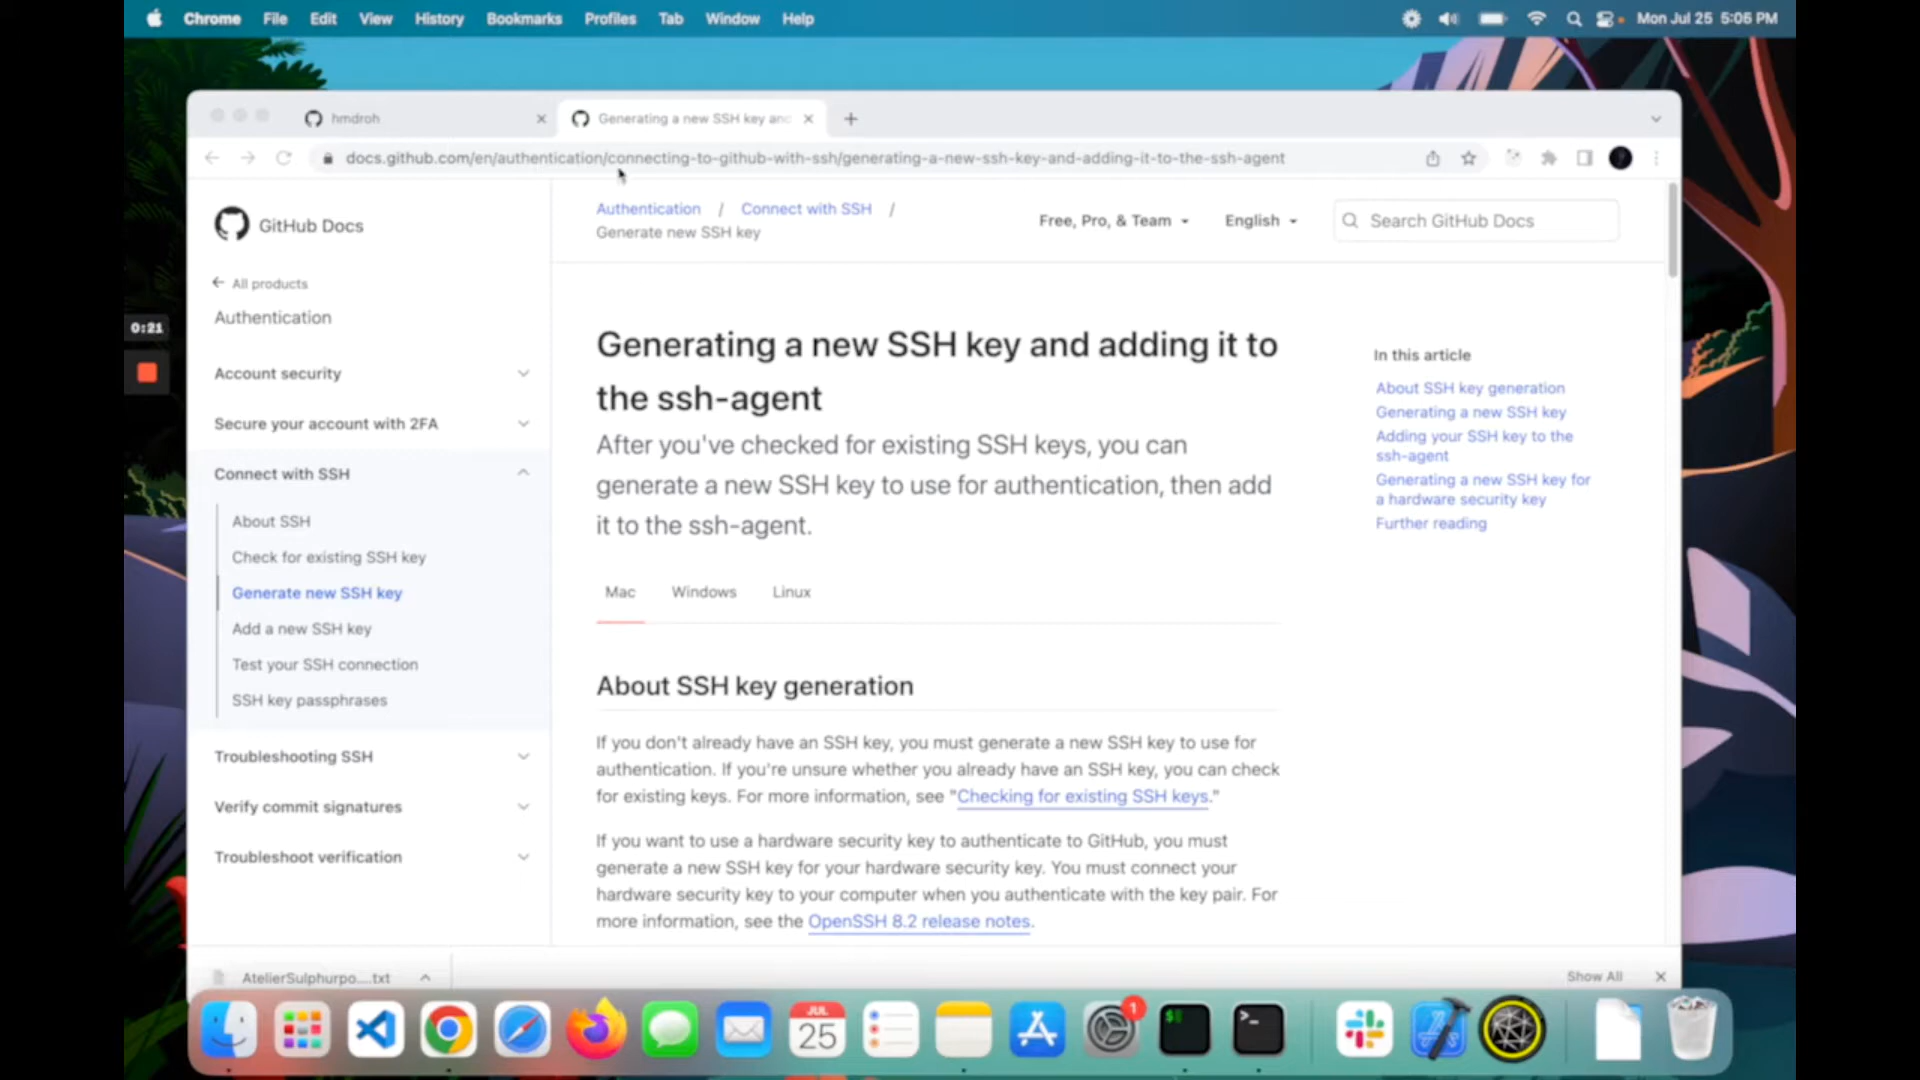 Chrome File Edit View History Bookmarks Profiles Tab Window Help Mon Jul 25 5:06 PM
hmdroh Generating a new SSH key and
docs.github.com/en/authentication/connecting-to-github-with-ssh/generating-a-new-ssh-key-and-adding-it-to-the-ssh-agent
GitHub Docs
All products
Authentication
Account security
Secure your account with 2FA
Connect with SSH
About SSH
Check for existing SSH key
Generate new SSH key
Add a new SSH key
Test your SSH connection
SSH key passphrases
Troubleshooting SSH
Verify commit signatures
Troubleshoot verification
0:21
Authentication / Connect with SSH /
Generate new SSH key
Free, Pro, & Team English Search GitHub Docs
Generating a new SSH key and adding it to
the ssh-agent
After you've checked for existing SSH keys, you can
generate a new SSH key to use for authentication, then add
it to the ssh-agent.
Mac Windows Linux
About SSH key generation
If you don't already have an SSH key, you must generate a new SSH key to use for
authentication. If you're unsure whether you already have an SSH key, you can check
for existing keys. For more information, see "Checking for existing SSH keys."
If you want to use a hardware security key to authenticate to GitHub, you must
generate a new SSH key for your hardware security key. You must connect your
hardware security key to your computer when you authenticate with the key pair. For
more information, see the OpenSSH 8.2 release notes.
In this article
About SSH key generation
Generating a new SSH key
Adding your SSH key to the
ssh-agent
Generating a new SSH key for
a hardware security key
Further reading
AtelierSulphurpo....txt Show All
JUL
25
1
$
>_